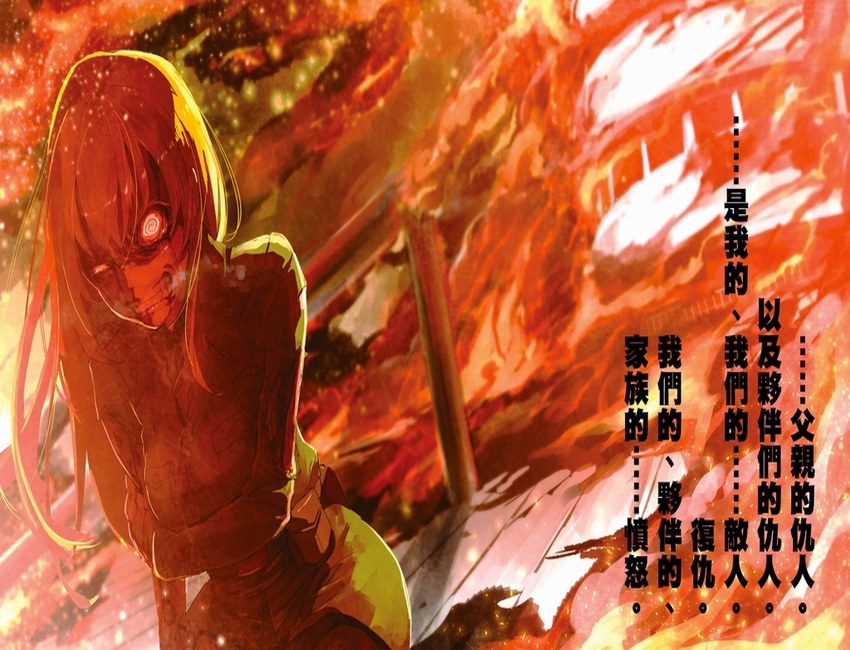 ……父親的仇人。
以及夥伴們的仇人。
……是我的、我們的……敵人。
復仇。
我們的、夥伴的、
家族的……憤怒。